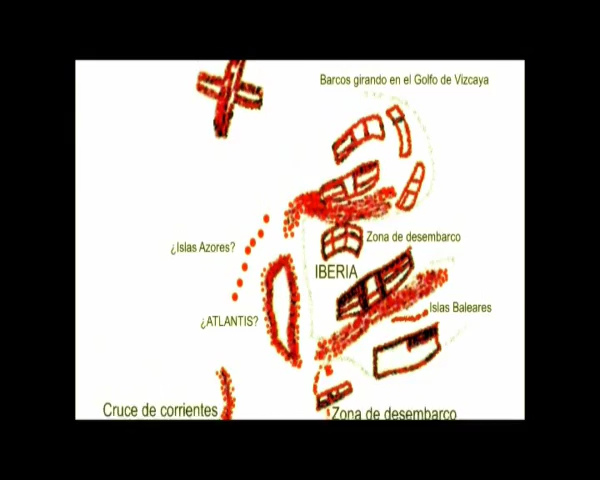 Barcos girando en el Golfo de Vizcaya
Zona de desembarco
¿Islas Azores?
IBERIA
Islas Baleares
¿ATLANTIS?
Cruce de corrientes
Zona de desembarco